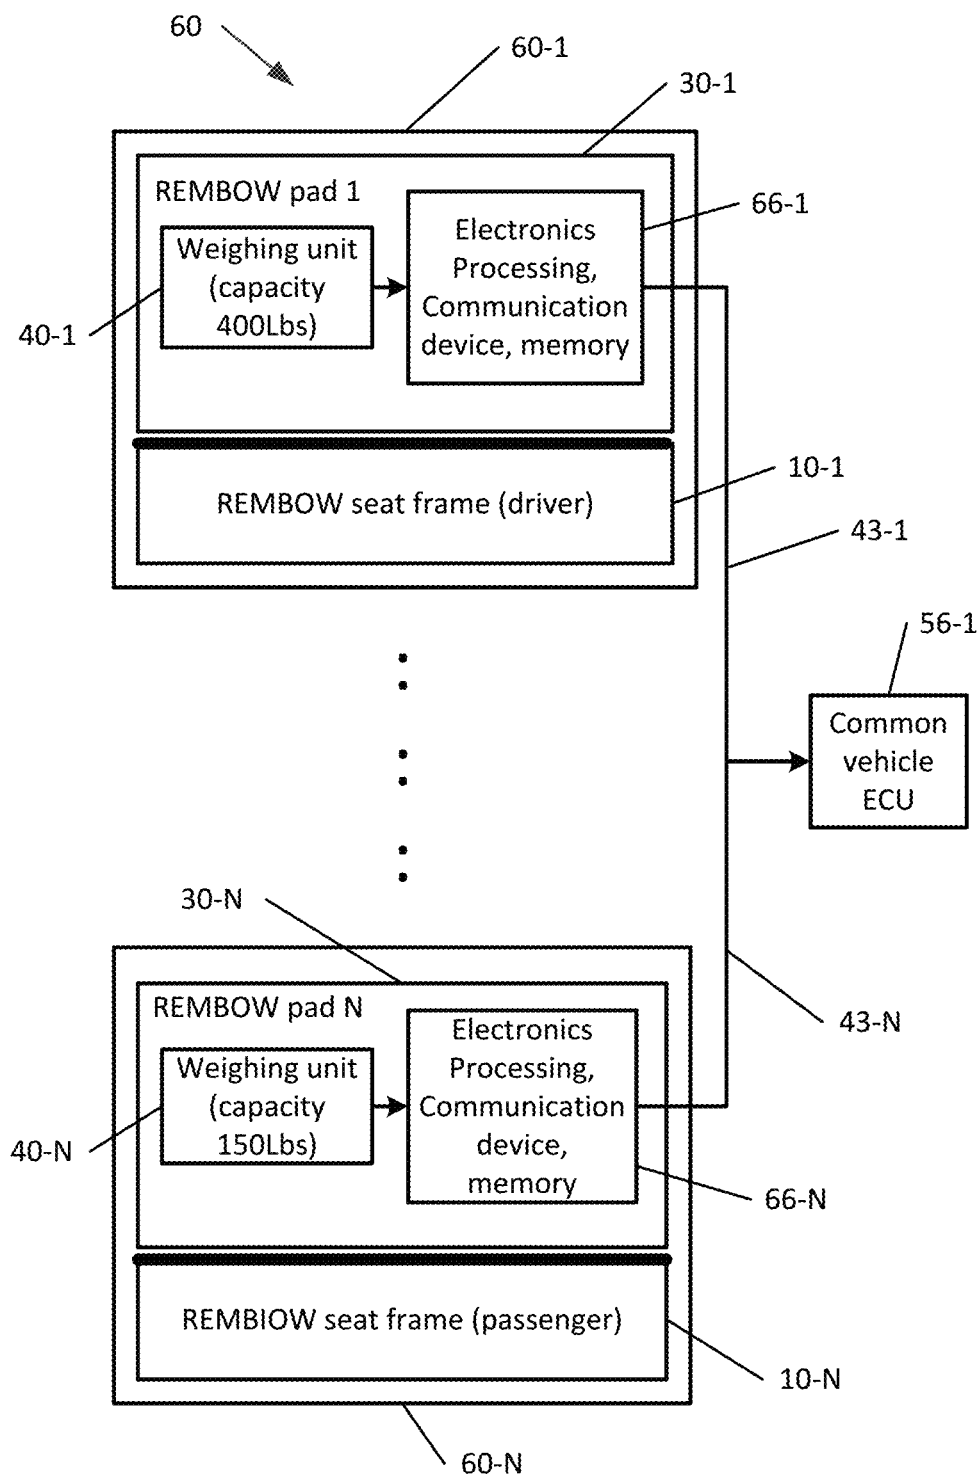 60
60-1
30-1
REMBOW pad 1
66-1
Weighing unit
(capacity
400Lbs)
Electronics
Processing,
Communication
device, memory
40-1
10-1
REMBOW seat frame (driver)
43-1
56-1
Common
vehicle
ECU
30-N
REMBOW pad N
43-N
Weighing unit
(capacity
150Lbs)
Electronics
Processing,
Communication
device,
memory
40-N
66-N
REMBIOW seat frame (passenger)
10-N
60-N